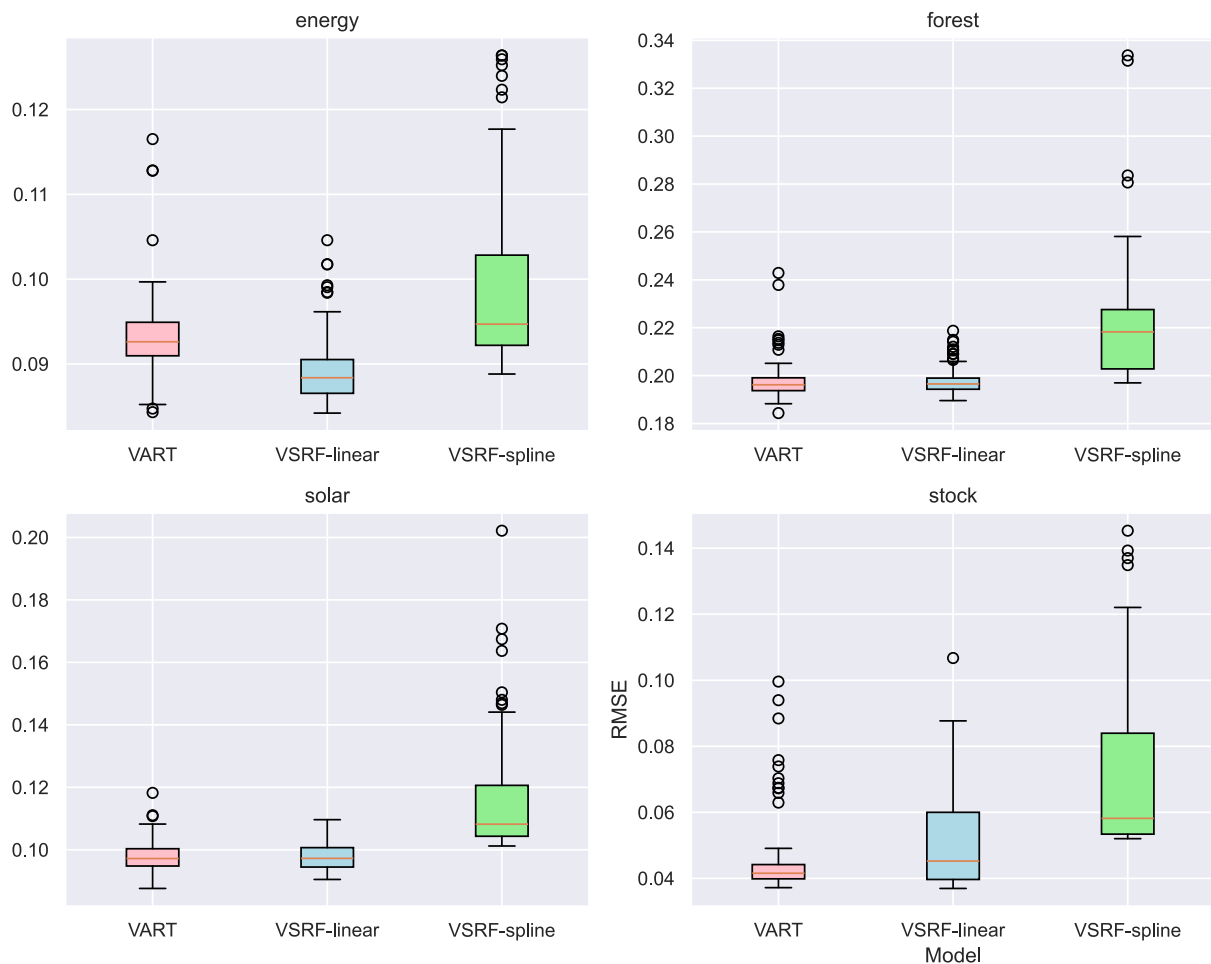 energy
0.12
0.11
0.10
0.09
VART VSRF-linear VSRF-spline
forest
0.34
0.32
0.30
0.28
0.26
0.24
0.22
0.20
0.18
VART VSRF-linear VSRF-spline
solar
0.20
0.18
0.16
0.14
0.12
0.10
VART VSRF-linear VSRF-spline
stock
RMSE
0.14
0.12
0.10
0.08
0.06
0.04
VART VSRF-linear VSRF-spline
Model